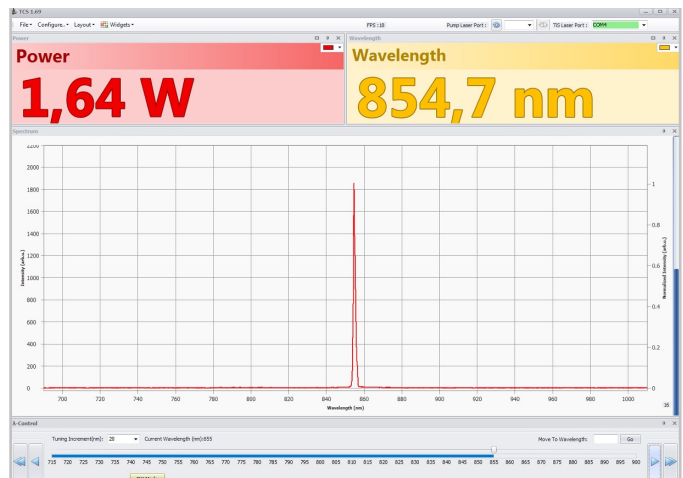 TCS 1.69
File Configure.. Layout Widgets FPS :18 Pump Laser Port : TiS Laser Port : COM4
Power
Wavelength
Power
1,64 W
Wavelength
854,7 nm
Spectrum
2200
2000
1800
1600
1400
1200
1000
800
600
400
200
0
Intensity (arb.u.)
700 720 740 760 780 800 820 840 860 880 900 920 940 960 980 1000
Wavelength (nm)
1
0.8
0.6
0.4
0.2
0
Normalized Intensity (arb.u.)
16
λ-Control
Tuning Increment(nm): 20 Current Wavelength (nm):855 Move To Wavelength: Go
715 720 725 730 735 740 745 750 755 760 765 770 775 780 785 790 795 800 805 810 815 820 825 830 835 840 845 850 855 860 865 870 875 880 885 890 895 900